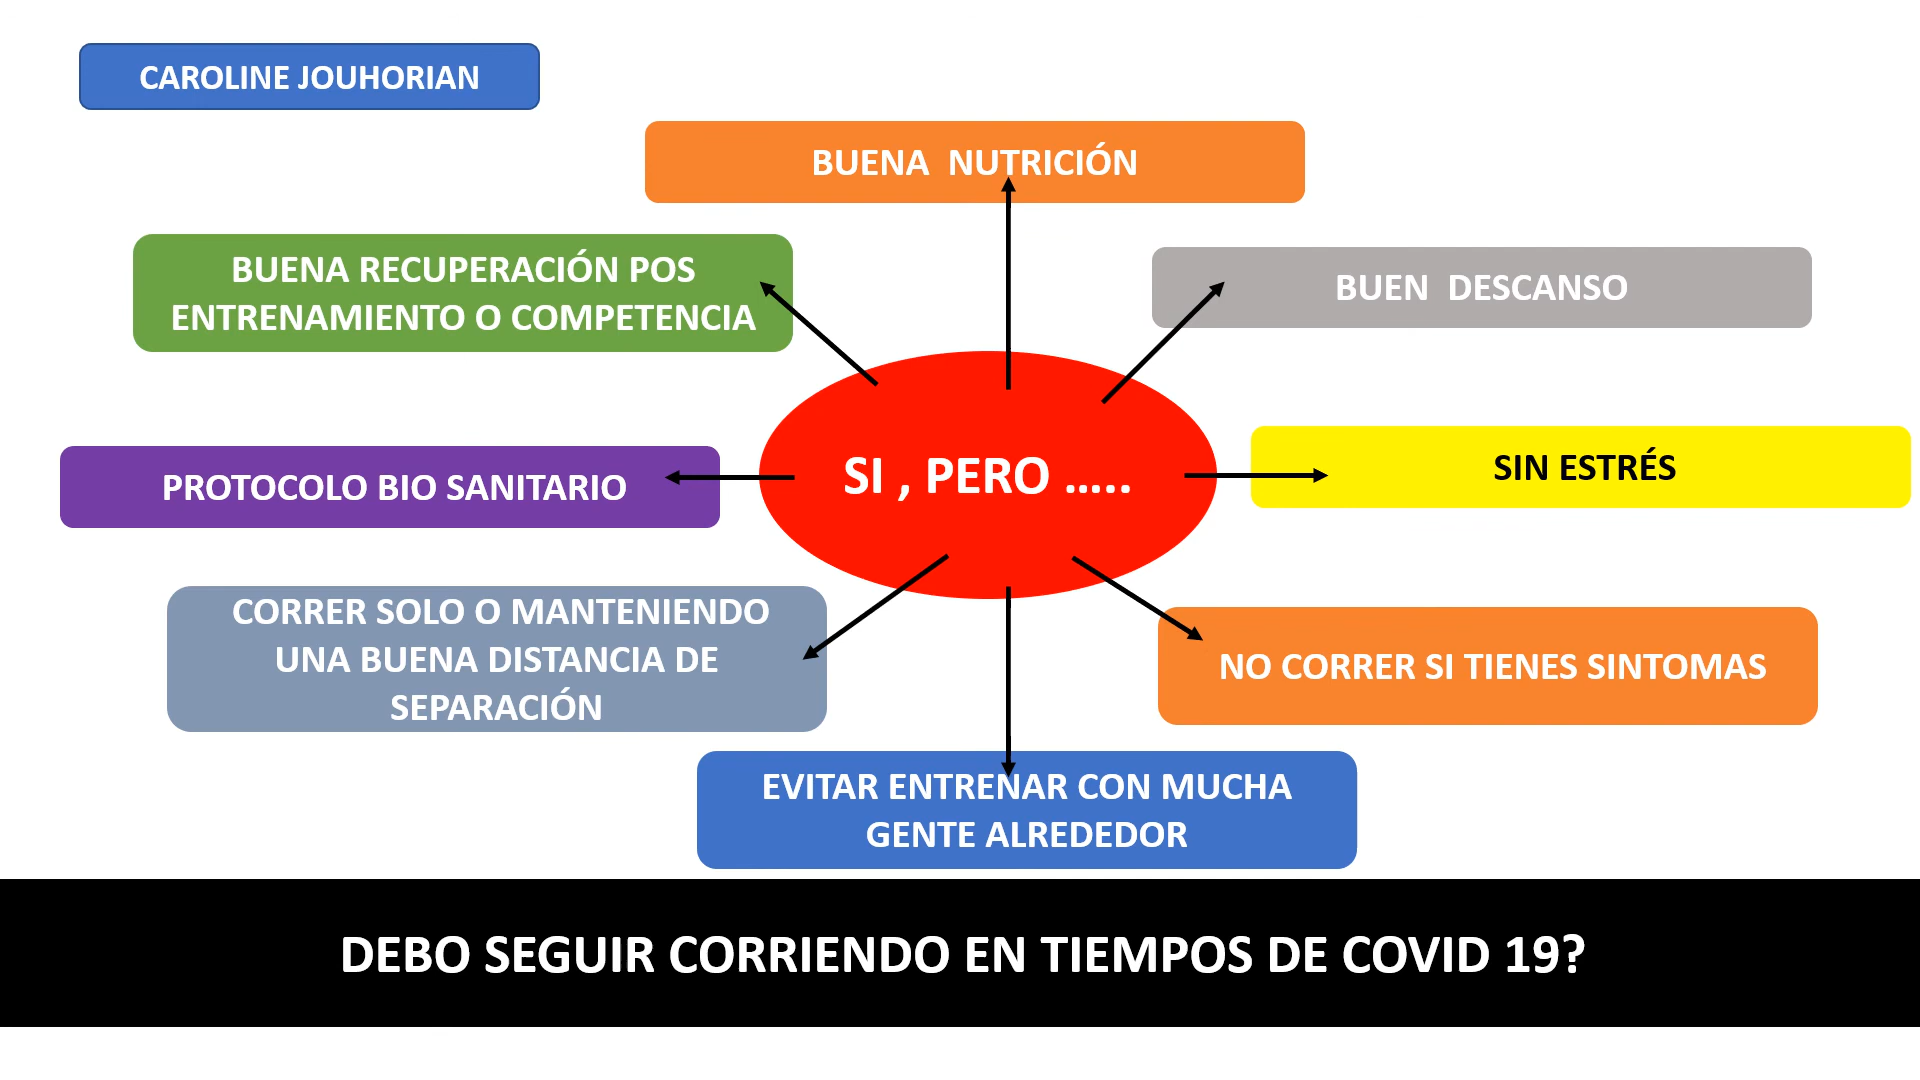 CAROLINE JOUHORIAN
BUENA  NUTRICIÓN
BUENA RECUPERACIÓN POS
ENTRENAMIENTO O COMPETENCIA
BUEN  DESCANSO
PROTOCOLO BIO SANITARIO
SI , PERO .....
SIN ESTRÉS
CORRER SOLO O MANTENIENDO
UNA BUENA DISTANCIA DE
SEPARACIÓN
NO CORRER SI TIENES SINTOMAS
EVITAR ENTRENAR CON MUCHA
GENTE ALREDEDOR
DEBO SEGUIR CORRIENDO EN TIEMPOS DE COVID 19?